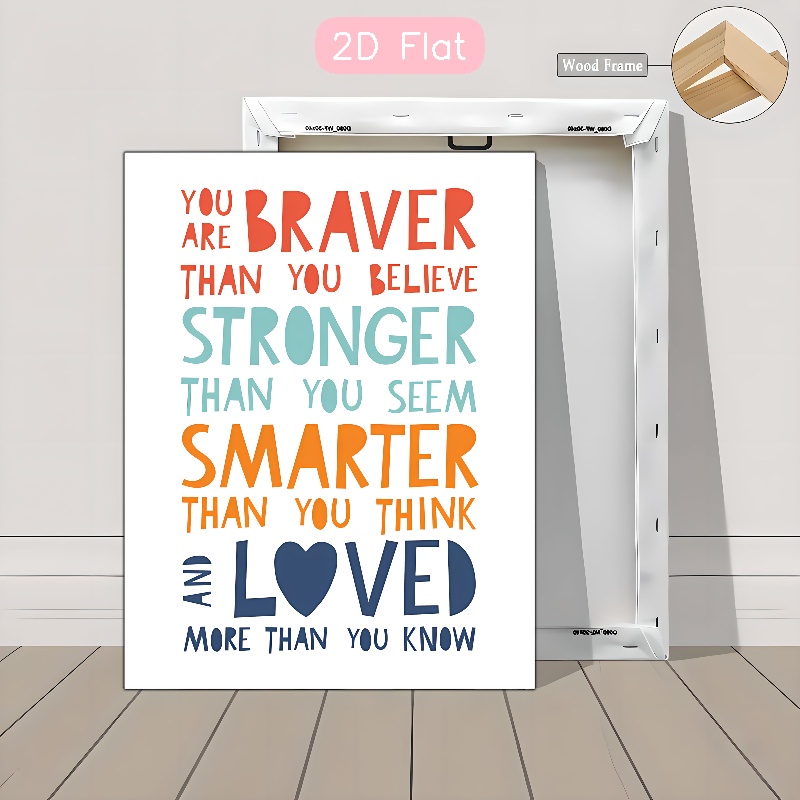 2D Flat
Wood Frame
YOU
ARE BRAVER
THAN YOU BELIEVE
STRONGER
THAN YOU SEEM
SMARTER
THAN YOU THINK
AND LOVED
MORE THAN YOU KNOW